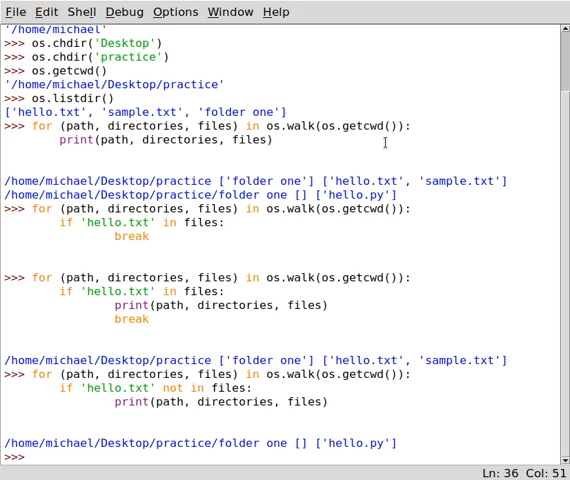 File Edit Shell Debug Options Window Help
'/home/michael'
>>> os.chdir('Desktop')
>>> os.chdir('practice')
>>> os.getcwd()
'/home/michael/Desktop/practice'
>>> os.listdir()
['hello.txt', 'sample.txt', 'folder one']
>>> for (path, directories, files) in os.walk(os.getcwd()):
        print(path, directories, files)
/home/michael/Desktop/practice ['folder one'] ['hello.txt', 'sample.txt']
/home/michael/Desktop/practice/folder one [] ['hello.py']
>>> for (path, directories, files) in os.walk(os.getcwd()):
        if 'hello.txt' in files:
                break
>>> for (path, directories, files) in os.walk(os.getcwd()):
        if 'hello.txt' in files:
                print(path, directories, files)
                break
/home/michael/Desktop/practice ['folder one'] ['hello.txt', 'sample.txt']
>>> for (path, directories, files) in os.walk(os.getcwd()):
        if 'hello.txt' not in files:
                print(path, directories, files)
/home/michael/Desktop/practice/folder one [] ['hello.py']
>>>
Ln: 36 Col: 51